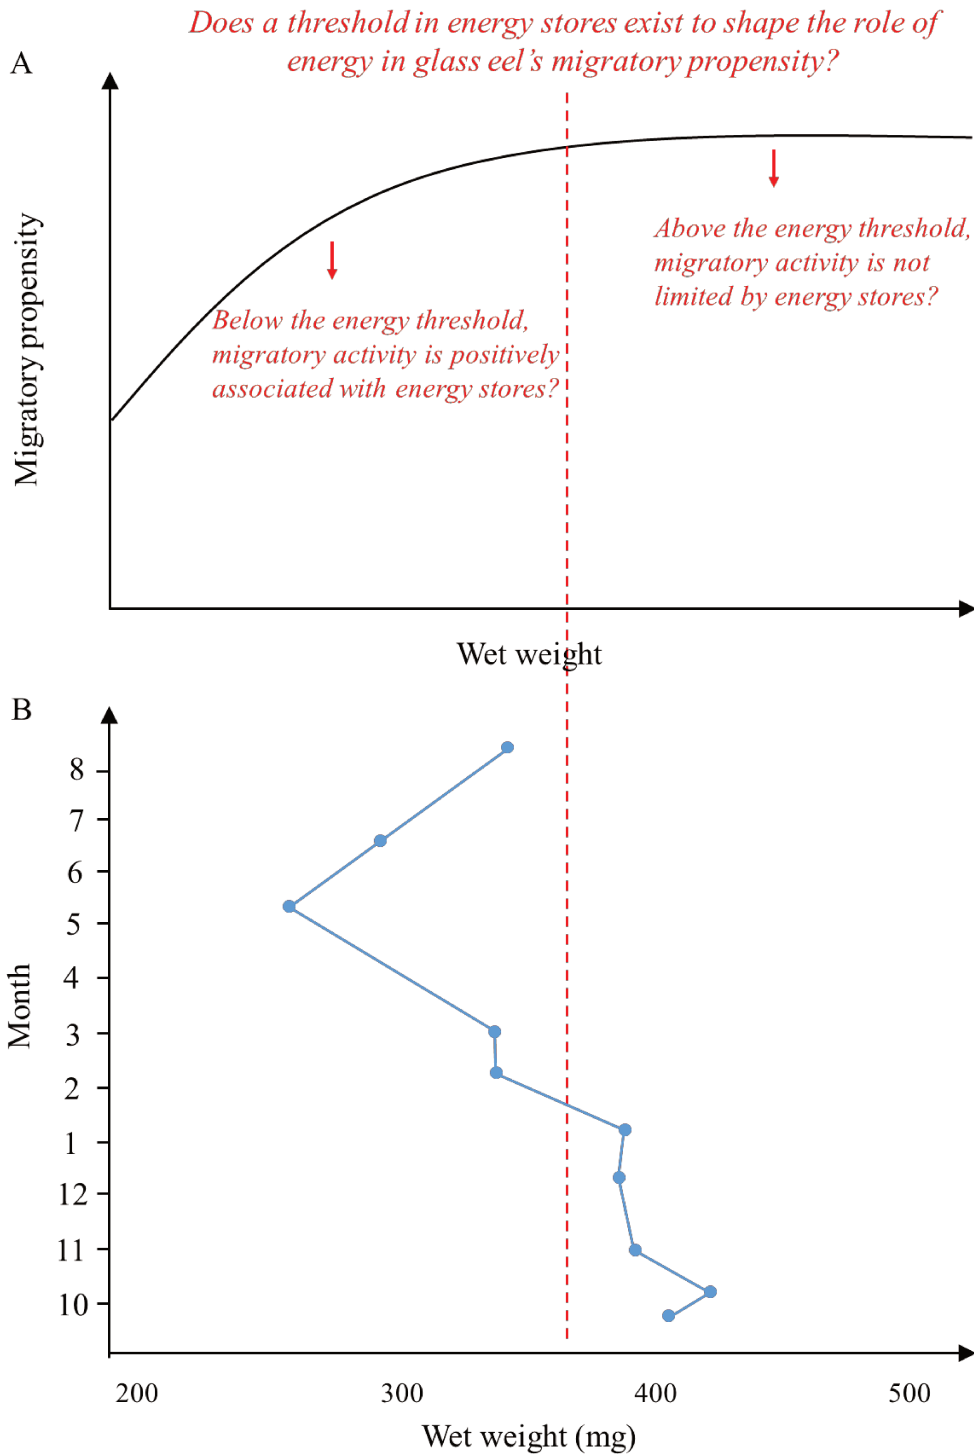 Does a threshold in energy stores exist to shape the role of
energy in glass eel's migratory propensity?
A
Migratory propensity
Above the energy threshold,
migratory activity is not
limited by energy stores?
Below the energy threshold,
migratory activity is positively
associated with energy stores?
Wet weight
B
Month
8
7
6
5
4
3
2
1
12
11
10
200 300 400 500
Wet weight (mg)